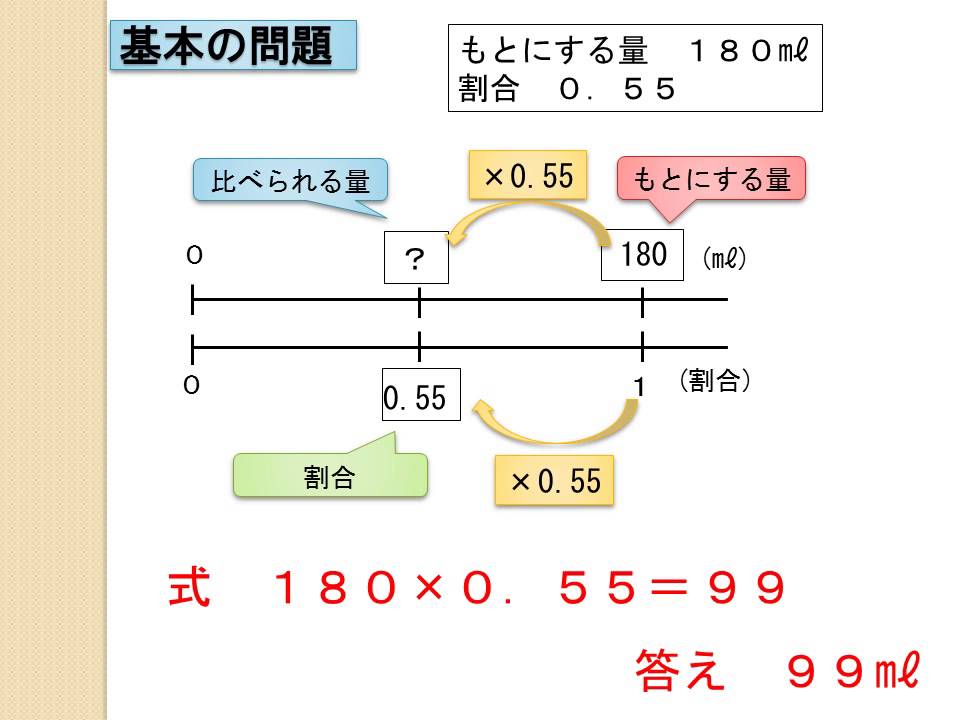 基本の問題
もとにする量　１８０㎖
割合　０．５５
比べられる量
×0.55
もとにする量
０
？
180
(㎖)
０
0.55
１
(割合)
割合
×0.55
式　１８０×０．５５＝９９
答え　９９㎖